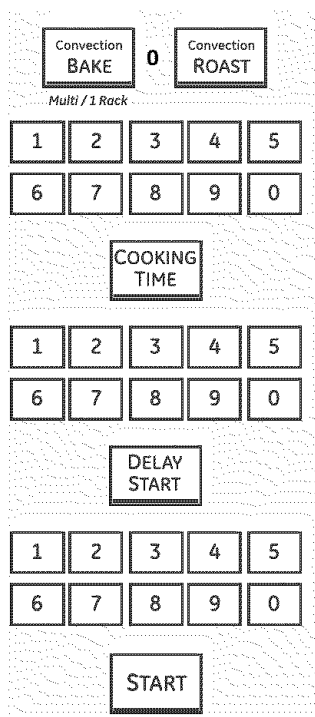 Convection Convection
BAKE 0 ROAST
Multi / 1 Rack
1 2 3 4 5
6 7 8 9 0
COOKING
TIME
1 2 3 4 5
6 7 8 9 0
DELAY
START
1 2 3 4 5
6 7 8 9 0
START